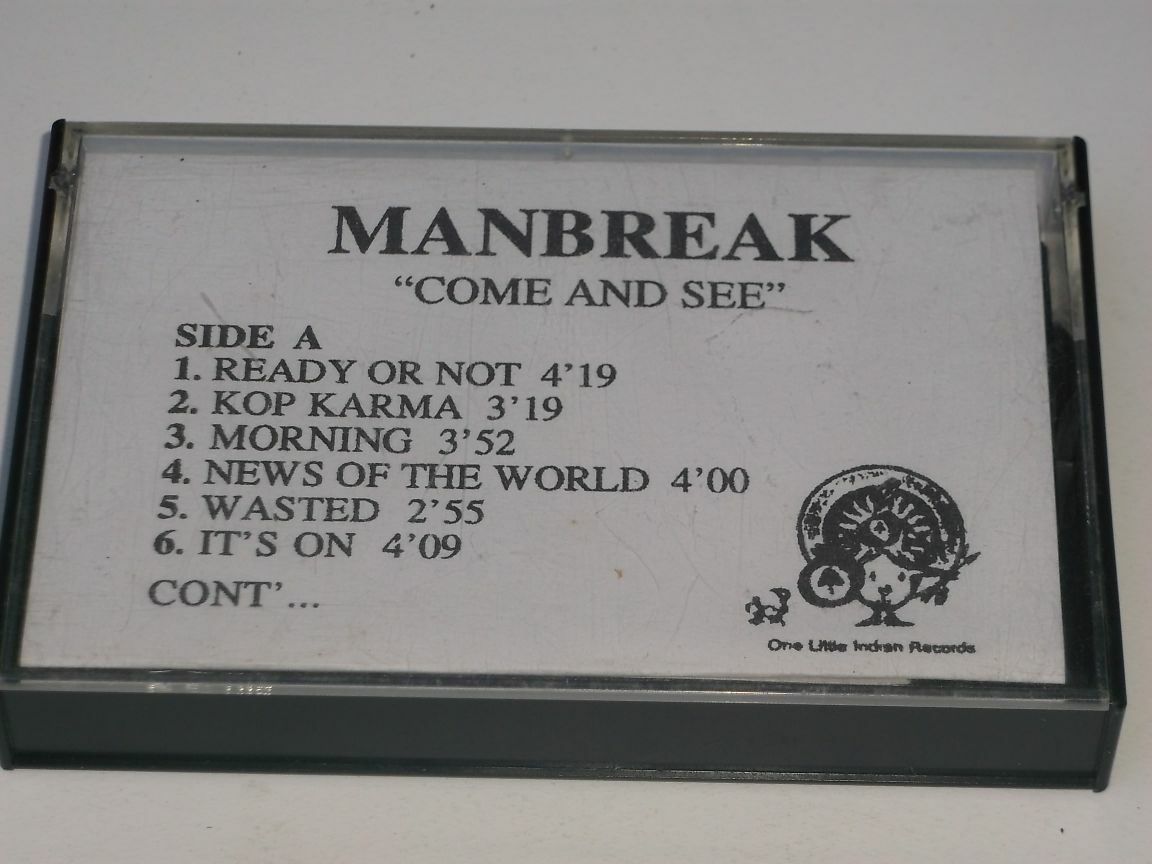 MANBREAK
“COME AND SEE”
SIDE A
1. READY OR NOT 4’19
2. KOP KARMA 3’19
3. MORNING 3’52
4. NEWS OF THE WORLD 4’00
5. WASTED 2’55
6. IT’S ON 4’09
CONT’...
One Little Indian Records